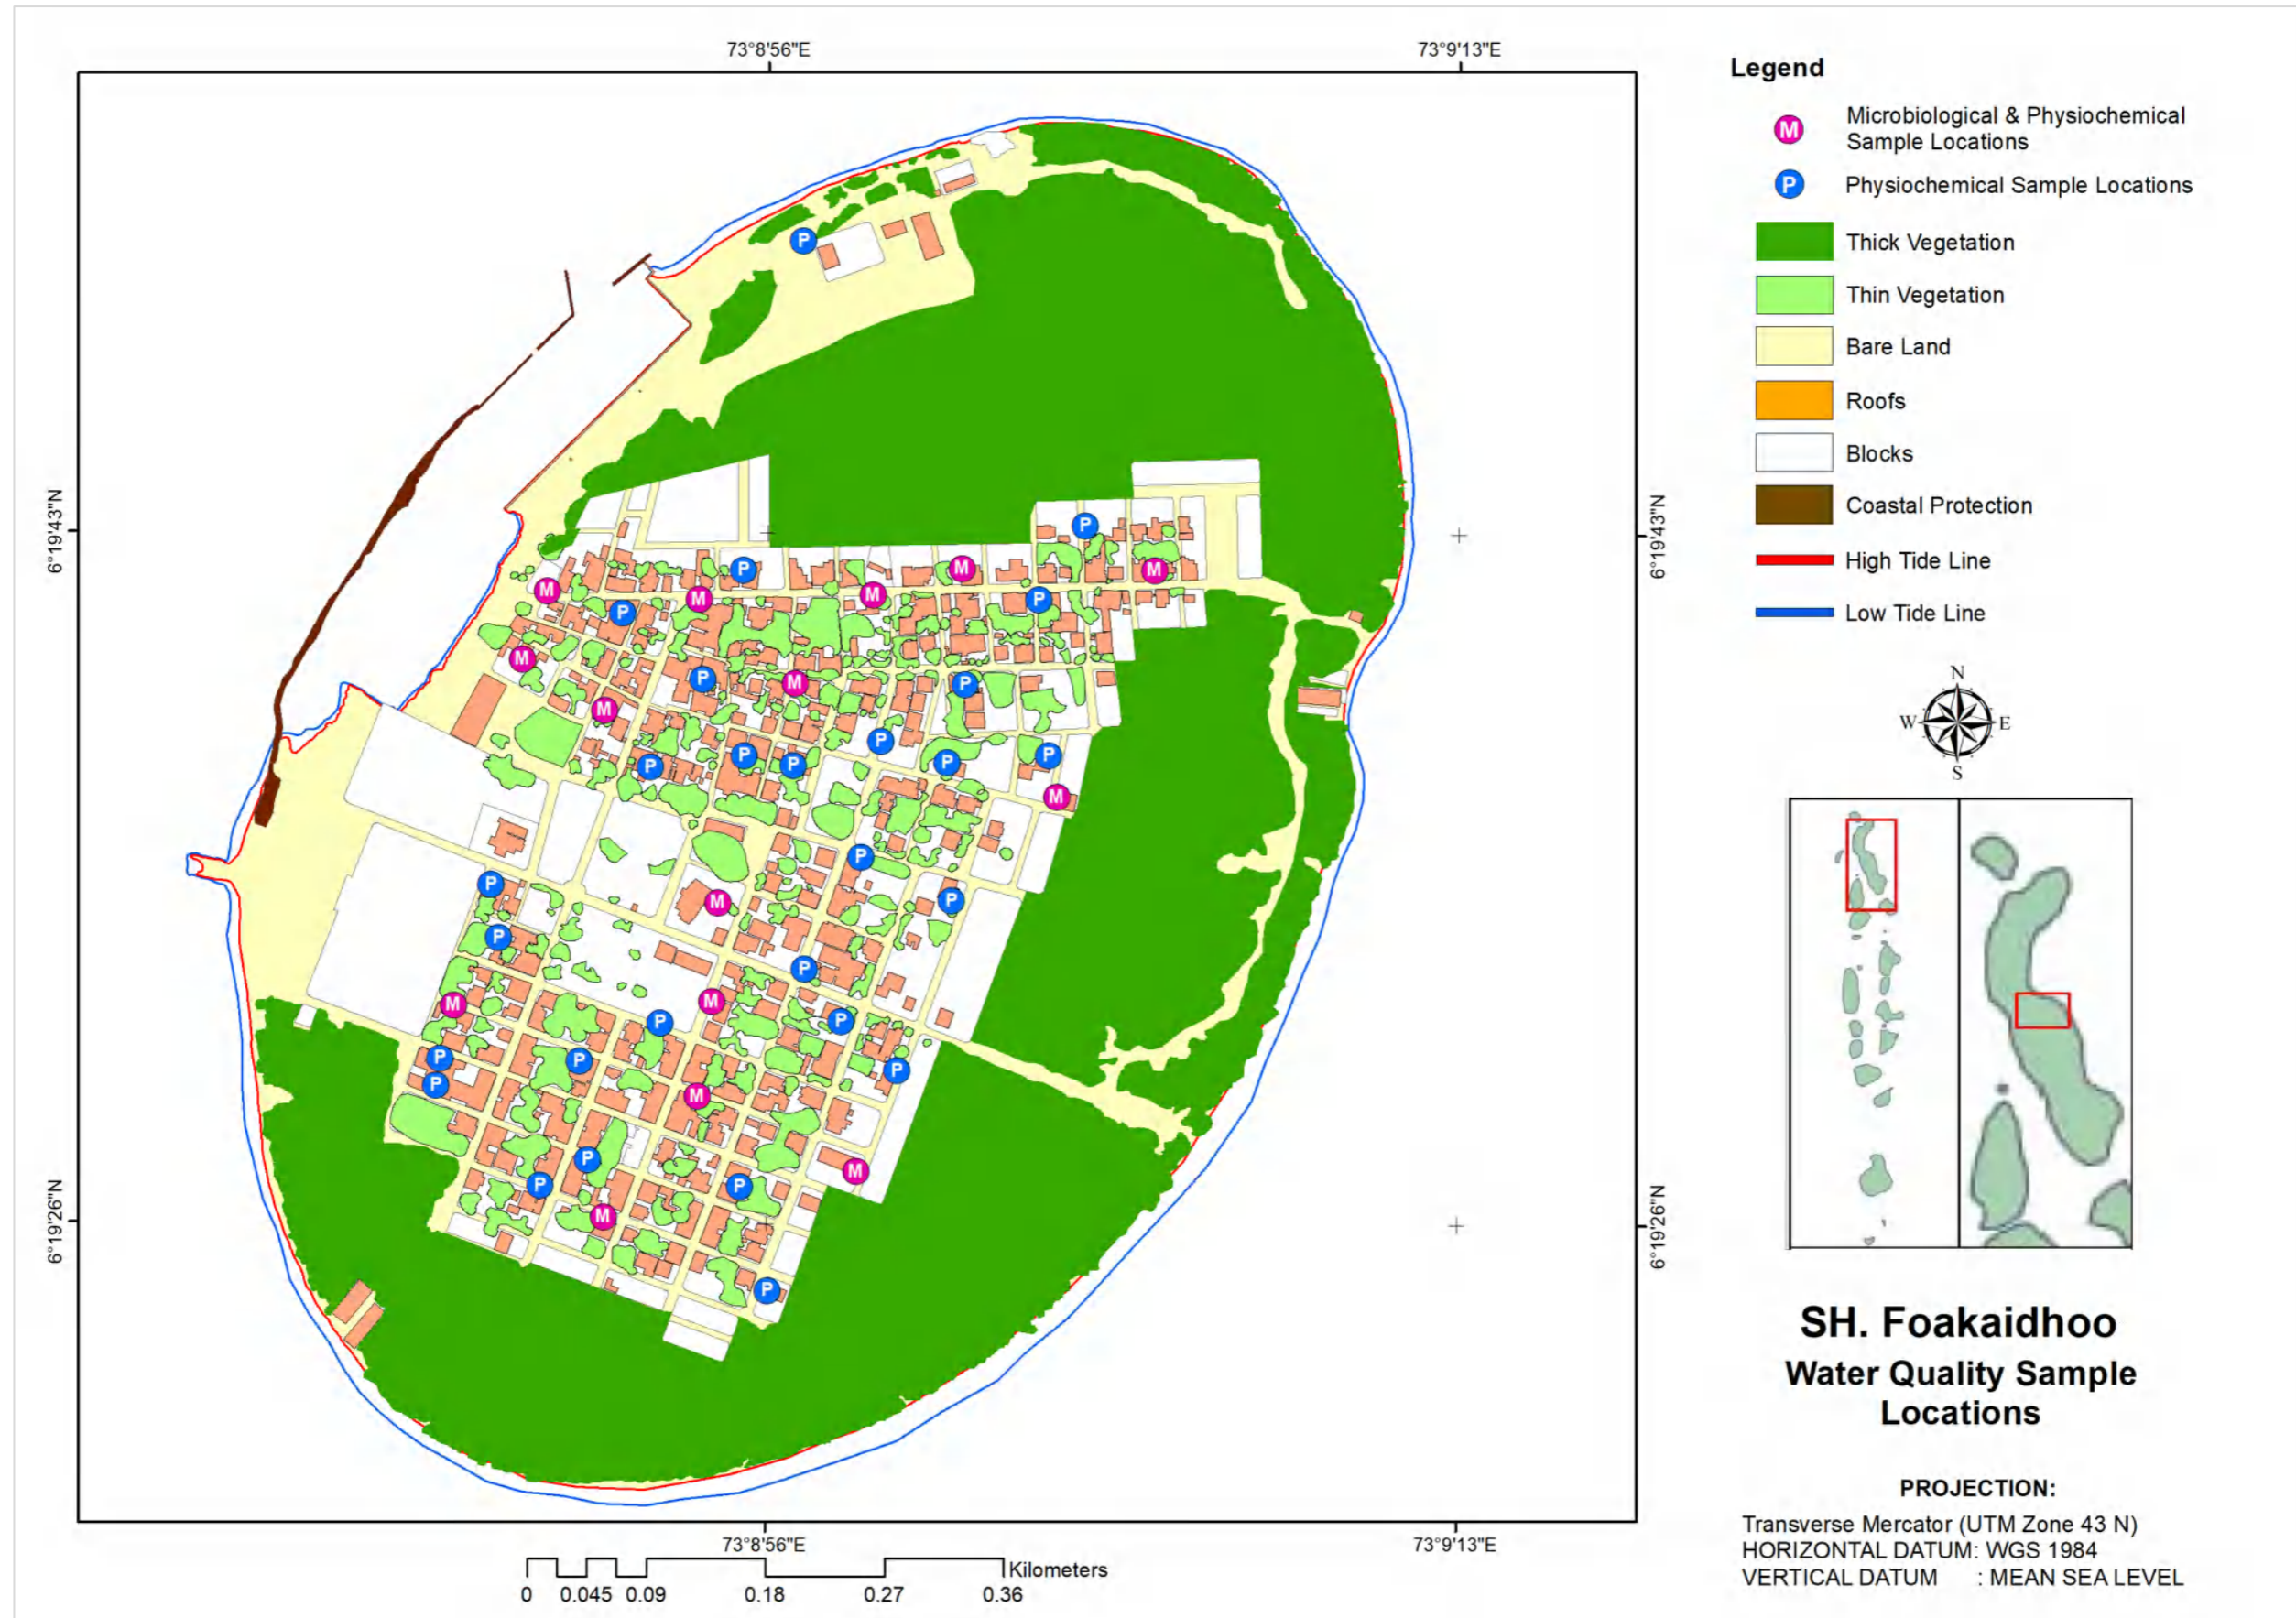 73°8'56"E
73°9'13"E
6°19'43"N
6°19'26"N
6°19'43"N
6°19'26"N
P
P
P
M
M
M
P
M
M
P
M
P
M
P
M
P
M
P
P
P
P
P
P
P
M
P
P
M
P
P
P
M
M
P
P
P
P
P
P
M
P
M
P
P
M
P
73°8'56"E
73°9'13"E
0 0.045 0.09 0.18 0.27 0.36
Kilometers
Legend
M
Microbiological & Physiochemical
Sample Locations
P
Physiochemical Sample Locations
Thick Vegetation
Thin Vegetation
Bare Land
Roofs
Blocks
Coastal Protection
High Tide Line
Low Tide Line
N
W E
S
SH. Foakaidhoo
Water Quality Sample
Locations
PROJECTION:
Transverse Mercator (UTM Zone 43 N)
HORIZONTAL DATUM: WGS 1984
VERTICAL DATUM : MEAN SEA LEVEL